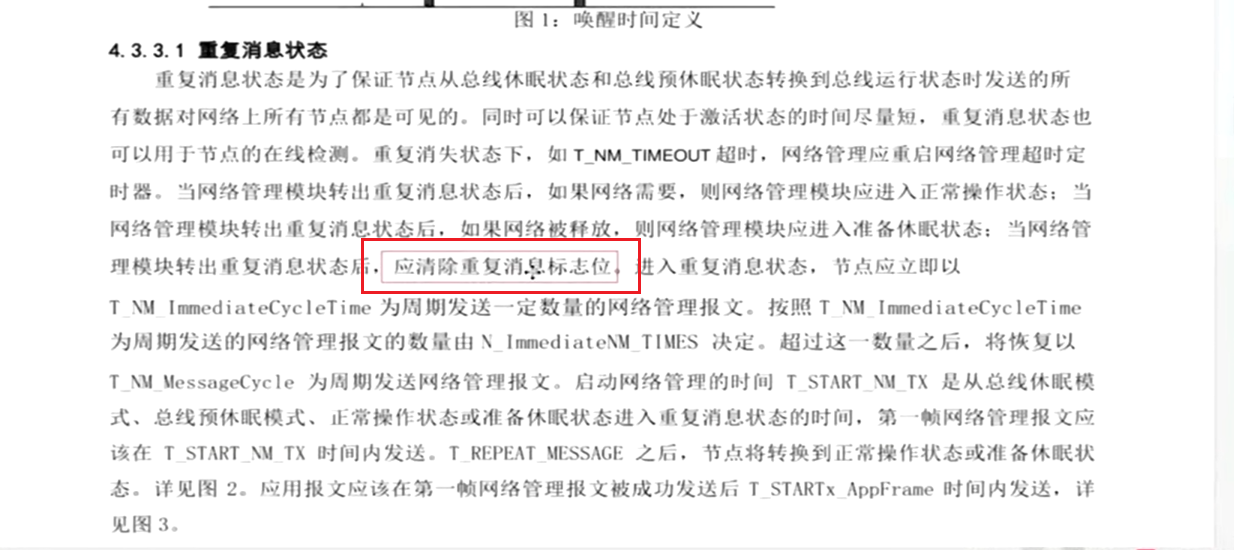 图 1：唤醒时间定义
4.3.3.1 重复消息状态
重复消息状态是为了保证节点从总线休眠状态和总线预休眠状态转换到总线运行状态时发送的所
有数据对网络上所有节点都是可见的。同时可以保证节点处于激活状态的时间尽量短，重复消息状态也
可以用于节点的在线检测。重复消失状态下，如 T_NM_TIMEOUT 超时，网络管理应重启网络管理超时定
时器。当网络管理模块转出重复消息状态后，如果网络需要，则网络管理模块应进入正常操作状态；当
网络管理模块转出重复消息状态后，如果网络被释放，则网络管理模块应进入准备休眠状态；当网络管
理模块转出重复消息状态后，应清除重复消息标志位。进入重复消息状态，节点应立即以
T_NM_ImmediateCycleTime 为周期发送一定数量的网络管理报文。按照 T_NM_ImmediateCycleTime
为周期发送的网络管理报文的数量由 N_ImmediateNM_TIMES 决定。超过这一数量之后，将恢复以
T_NM_MessageCycle 为周期发送网络管理报文。启动网络管理的时间 T_START_NM_TX 是从总线休眠模
式、总线预休眠模式、正常操作状态或准备休眠状态进入重复消息状态的时间，第一帧网络管理报文应
该在 T_START_NM_TX 时间内发送。T_REPEAT_MESSAGE 之后，节点将转换到正常操作状态或准备休眠状
态。详见图 2。应用报文应该在第一帧网络管理报文被成功发送后 T_STARTx_AppFrame 时间内发送，详
见图 3。